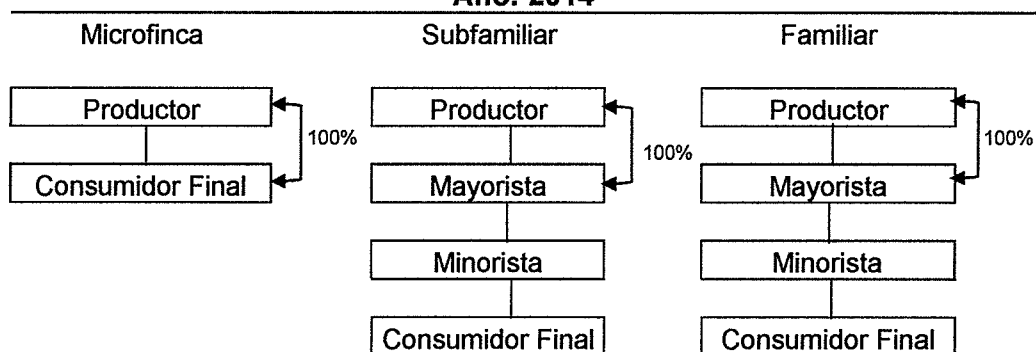 Año: 2014
Microfinca Subfamiliar Familiar
Productor Productor Productor
100% 100% 100%
Consumidor Final Mayorista Mayorista
Minorista Minorista
Consumidor Final Consumidor Final